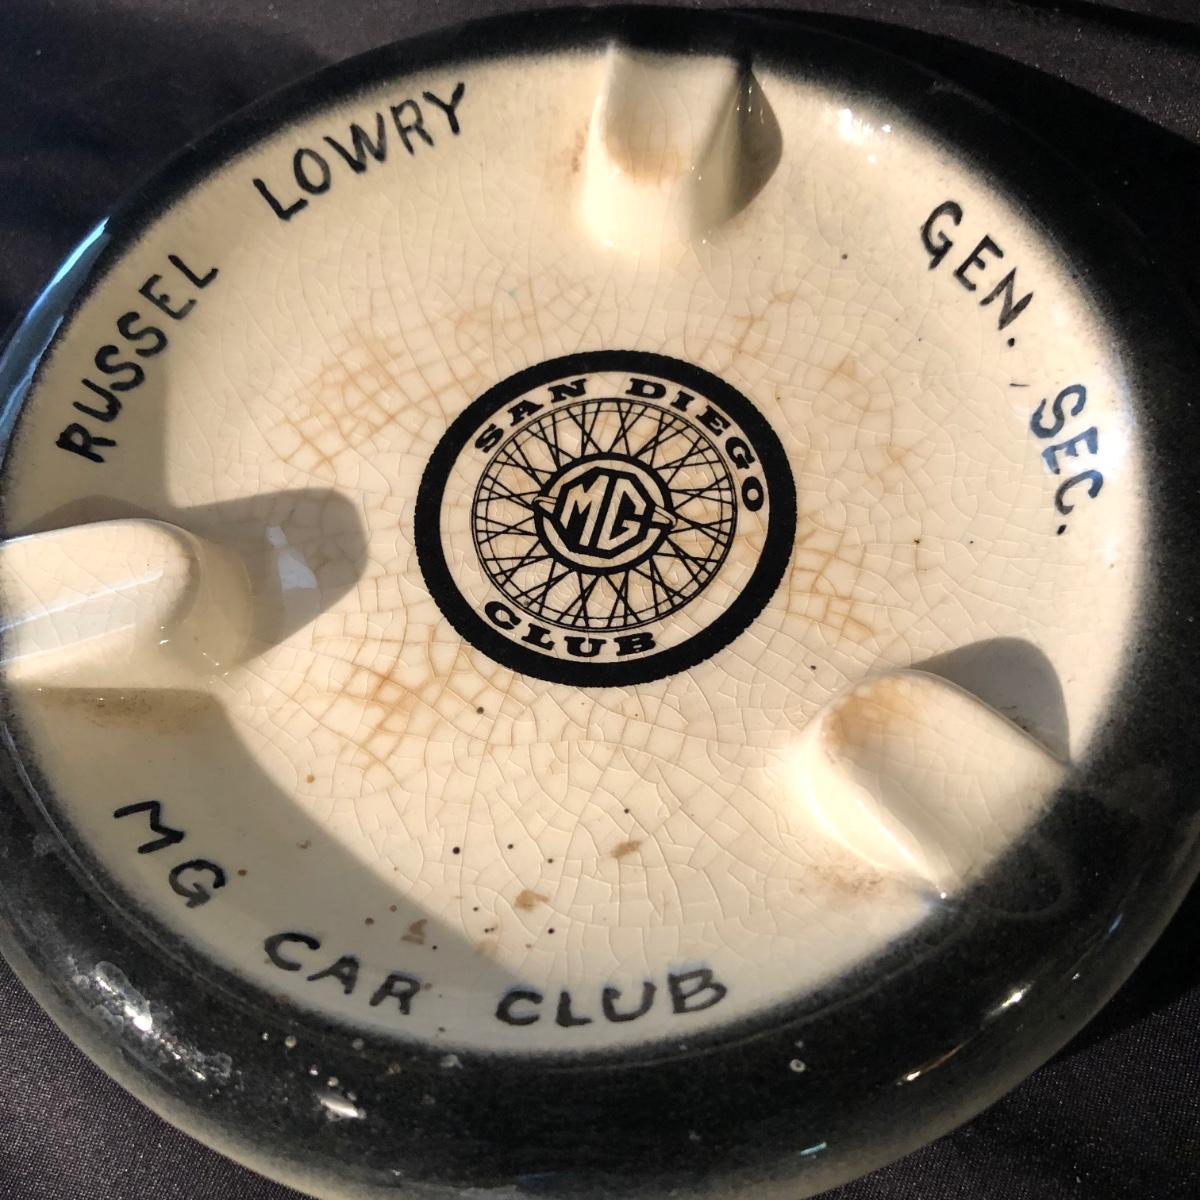 RUSSEL LOWRY
GEN. SEC.
SAN DIEGO
MG
CLUB
MG CAR CLUB